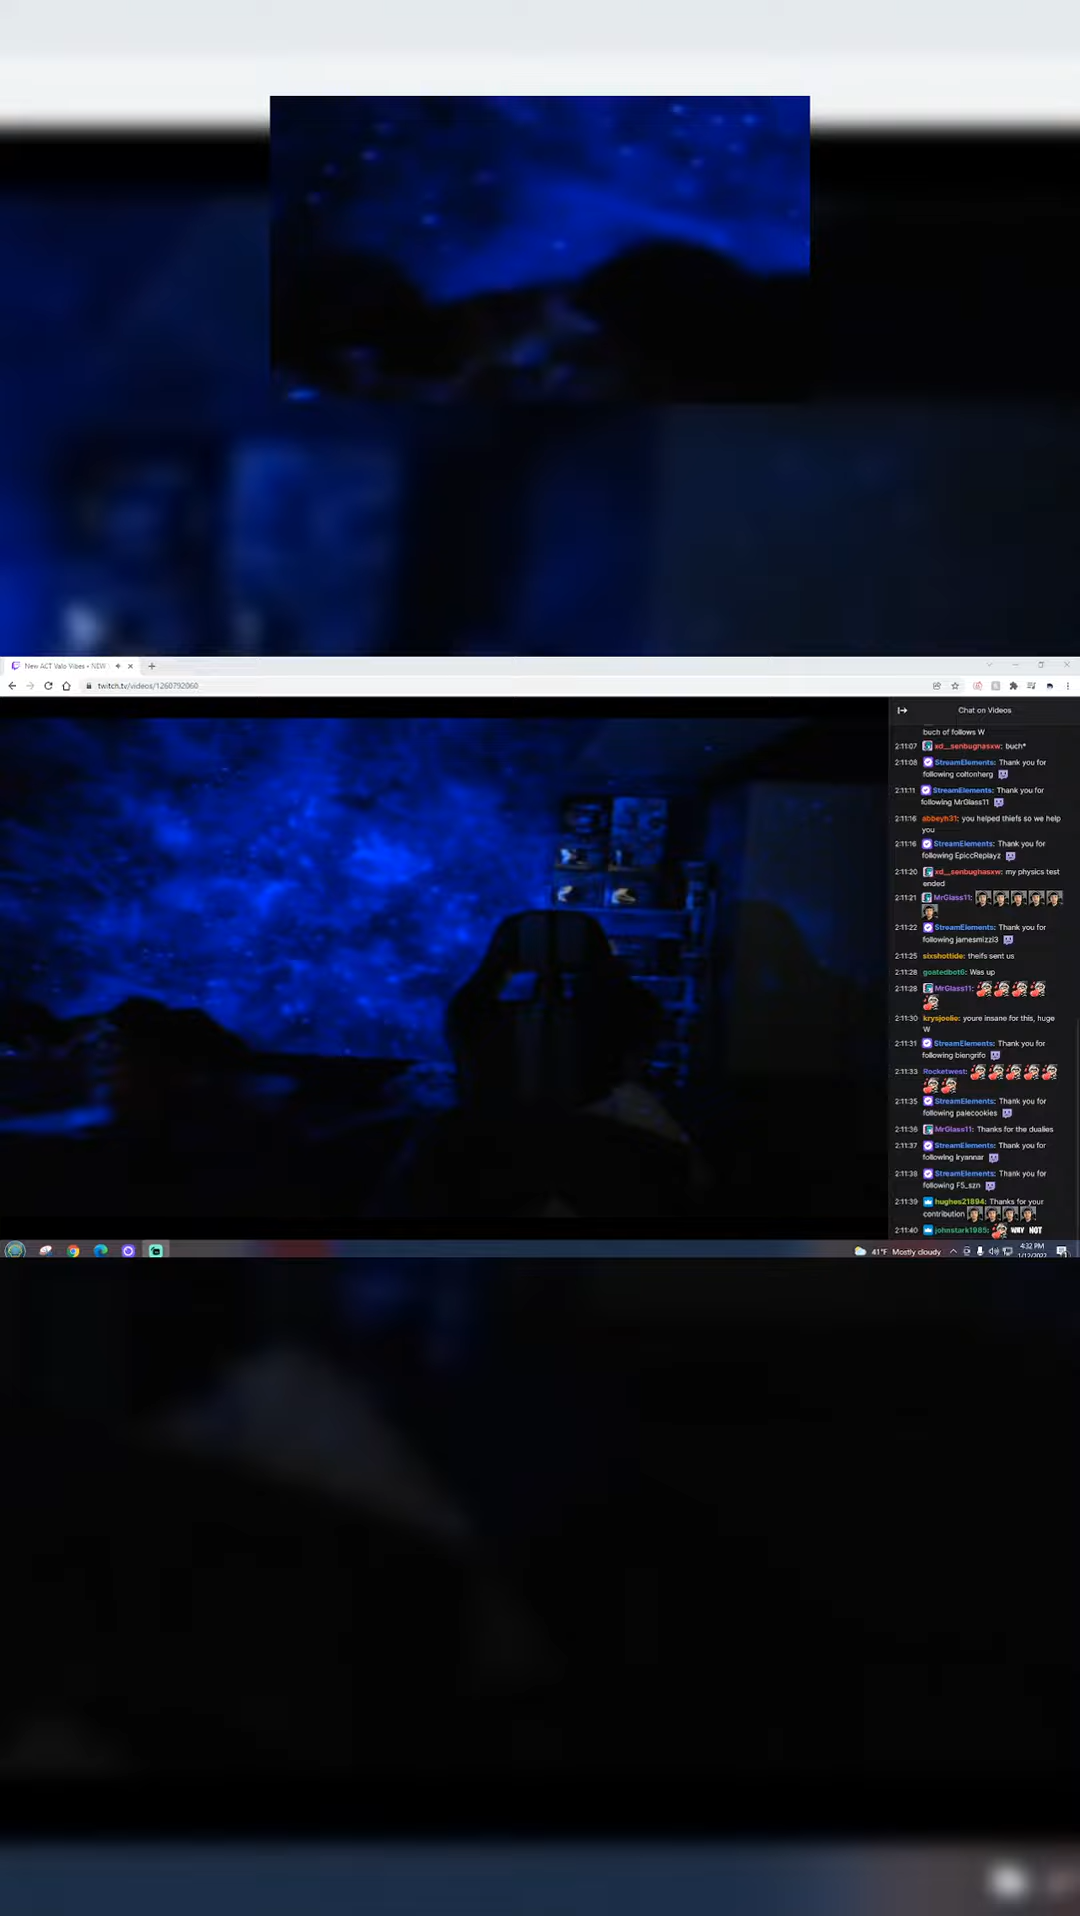 New ACT Valo Vibes • NEW
twitch.tv/videos/1260792060
Chat on Videos
buch of follows W
2:11:07 xd__senbughasxw: buch*
2:11:08 StreamElements: Thank you for
following coltonherg
2:11:11 StreamElements: Thank you for
following MrGlass11
2:11:16 abbeyh31: you helped thiefs so we help
you
2:11:16 StreamElements: Thank you for
following EpiccReplayz
2:11:20 xd__senbughasxw: my physics test
ended
2:11:21 MrGlass11:
2:11:22 StreamElements: Thank you for
following jamesmizzi3
2:11:25 sixshottide: theifs sent us
2:11:28 goatedbot6: Was up
2:11:28 MrGlass11:
2:11:30 krysjoelle: youre insane for this, huge
W
2:11:31 StreamElements: Thank you for
following biengrifo
2:11:33 Rocketwest:
2:11:35 StreamElements: Thank you for
following palecookies
2:11:36 MrGlass11: Thanks for the dualies
2:11:37 StreamElements: Thank you for
following iryannar
2:11:38 StreamElements: Thank you for
following F5_szn
2:11:39 hughes21894: Thanks for your
contribution
2:11:40 johnstark1985: WHY NOT
41°F Mostly cloudy
4:32 PM